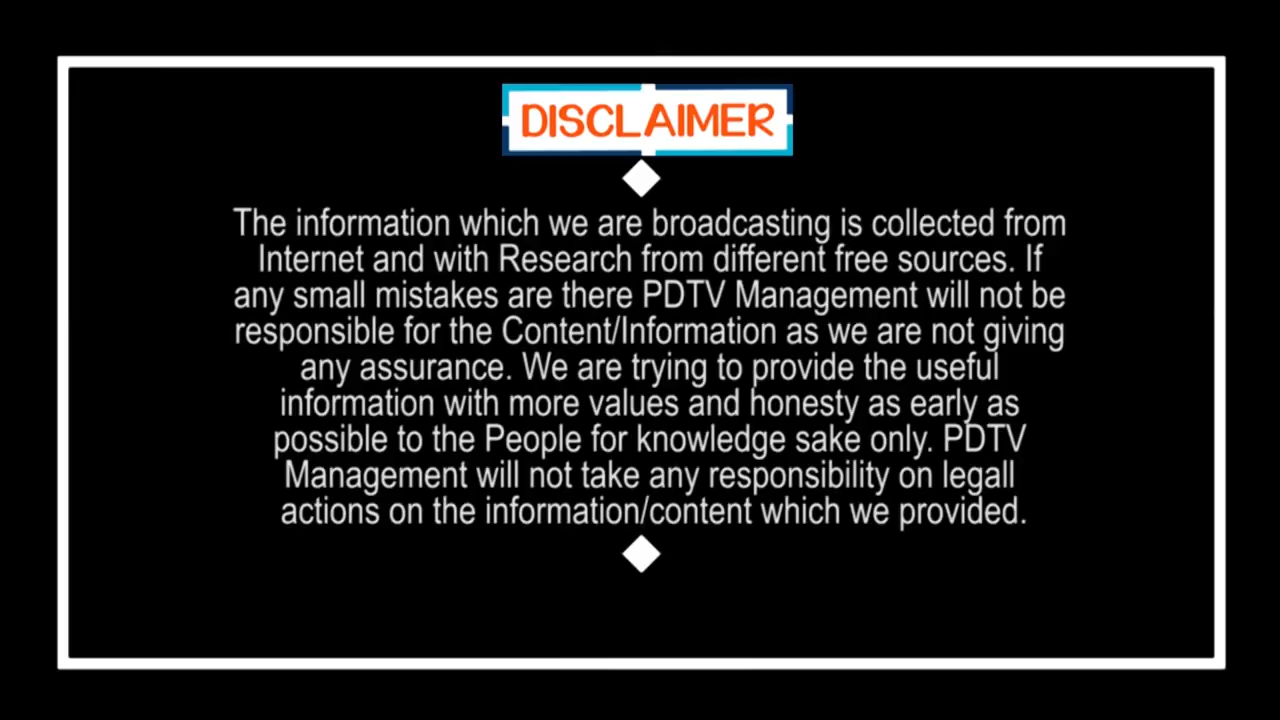 DISCLAIMER
The information which we are broadcasting is collected from
Internet and with Research from different free sources. If
any small mistakes are there PDTV Management will not be
responsible for the Content/Information as we are not giving
any assurance. We are trying to provide the useful
information with more values and honesty as early as
possible to the People for knowledge sake only. PDTV
Management will not take any responsibility on legall
actions on the information/content which we provided.